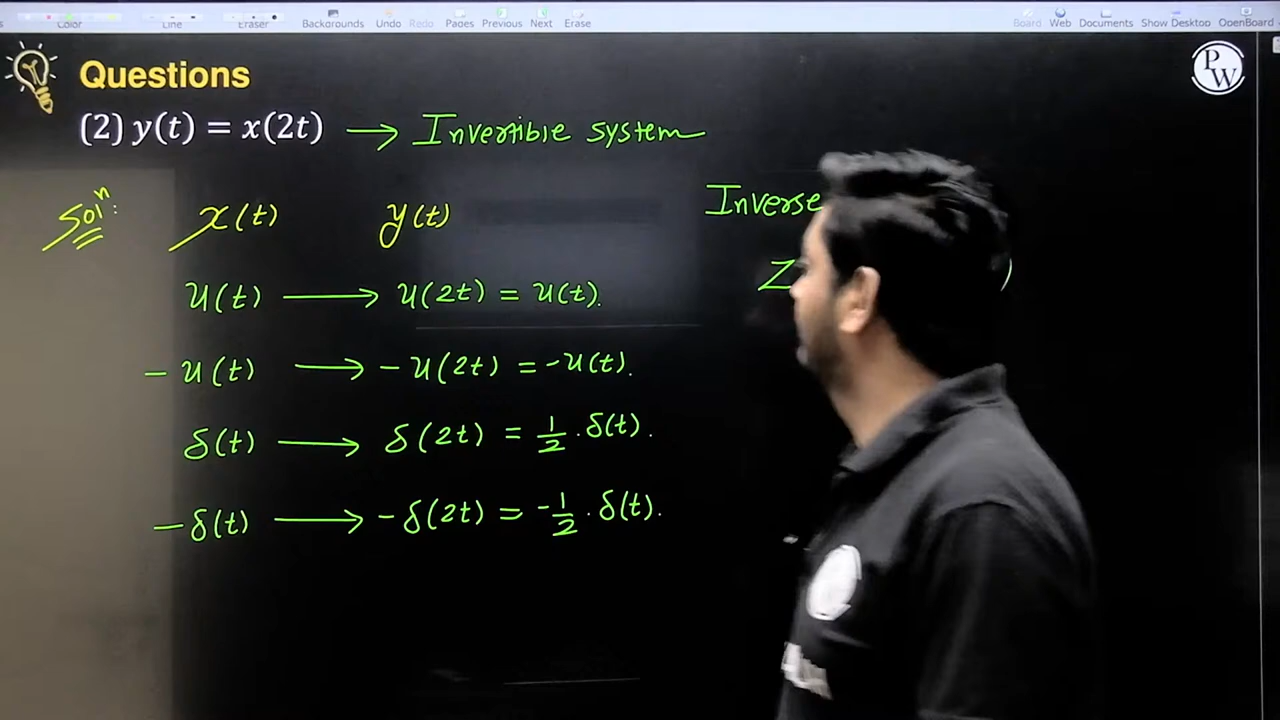 Color Line Eraser Backgrounds Undo Redo Pages Previous Next Erase Board Web Documents Show Desktop OpenBoard
Questions
PW
(2) y(t) = x(2t) → Invertible system
Solⁿ: x(t) y(t)
Inverse
Z )
u(t) → u(2t) = u(t).
- u(t) → - u(2t) = -u(t).
δ(t) → δ(2t) = 1/2 . δ(t).
- δ(t) → - δ(2t) = -1/2 . δ(t).